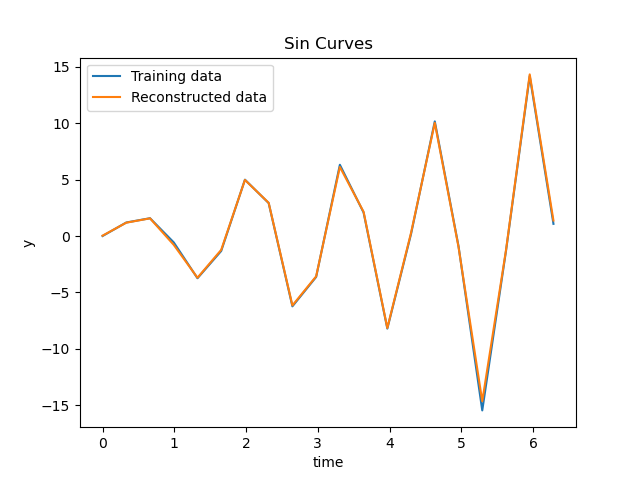 Sin Curves
Training data
Reconstructed data
15
10
5
0
−5
−10
−15
y
0 1 2 3 4 5 6
time